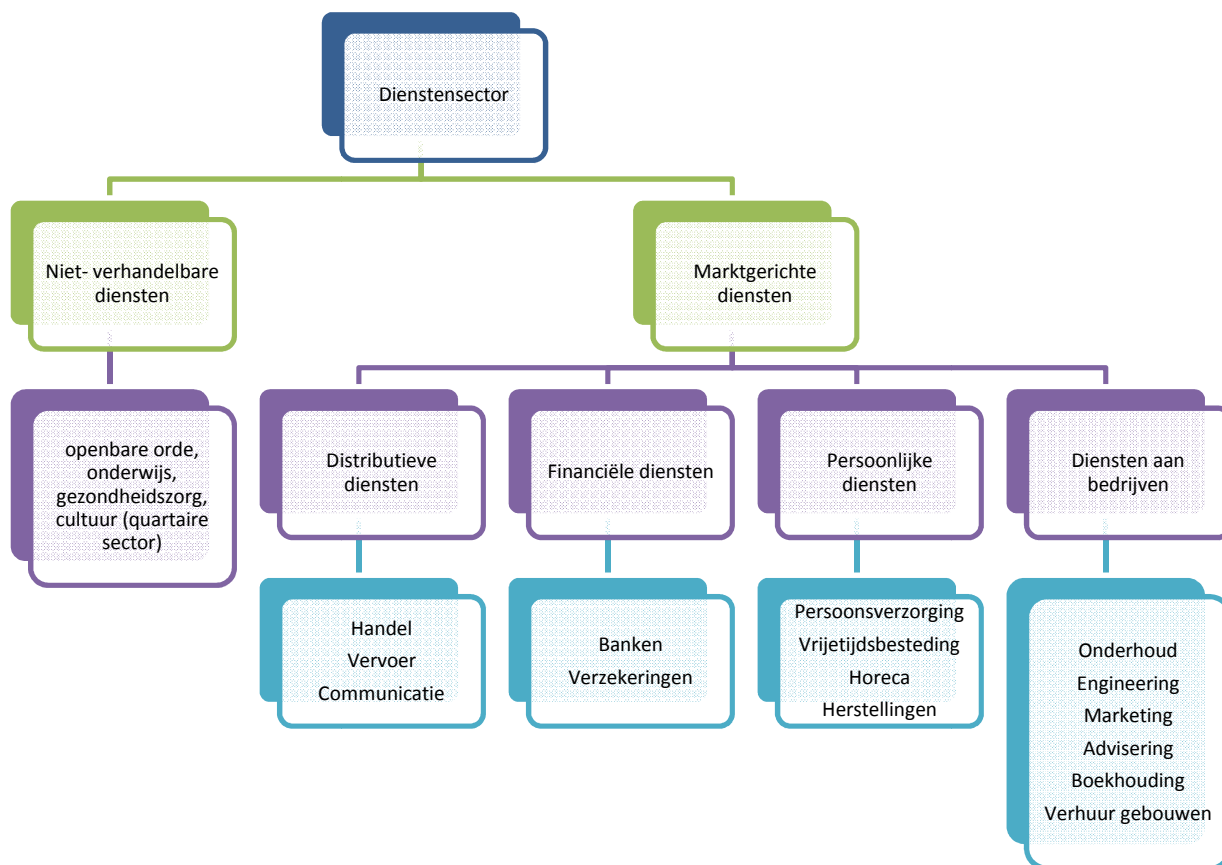 Dienstensector
Niet- verhandelbare
diensten
Marktgerichte
diensten
openbare orde,
onderwijs,
gezondheidszorg,
cultuur (quartaire
sector)
Distributieve
diensten
Financiële diensten
Persoonlijke
diensten
Diensten aan
bedrijven
Handel
Vervoer
Communicatie
Banken
Verzekeringen
Persoonsverzorging
Vrijetijdsbesteding
Horeca
Herstellingen
Onderhoud
Engineering
Marketing
Advisering
Boekhouding
Verhuur gebouwen